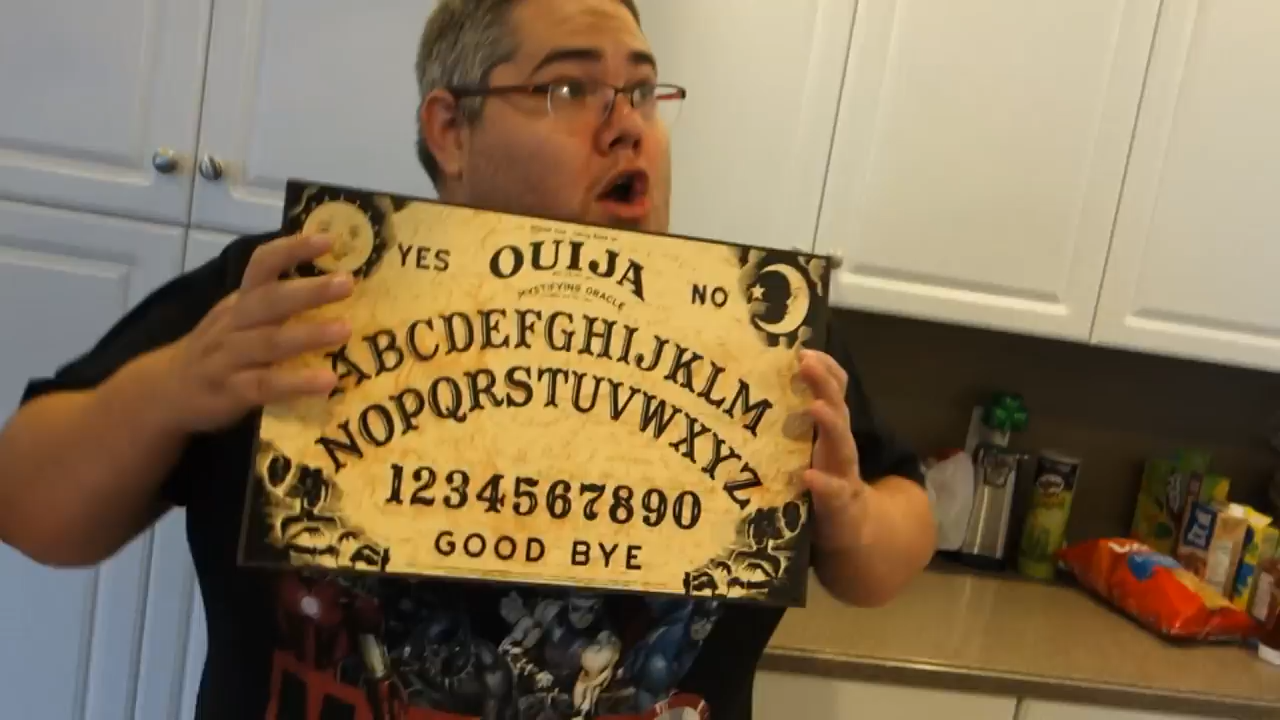 YES OUIJA NO
MYSTIFYING ORACLE
ABCDEFGHIJKLM
NOPQRSTUVWXYZ
1234567890
GOOD BYE